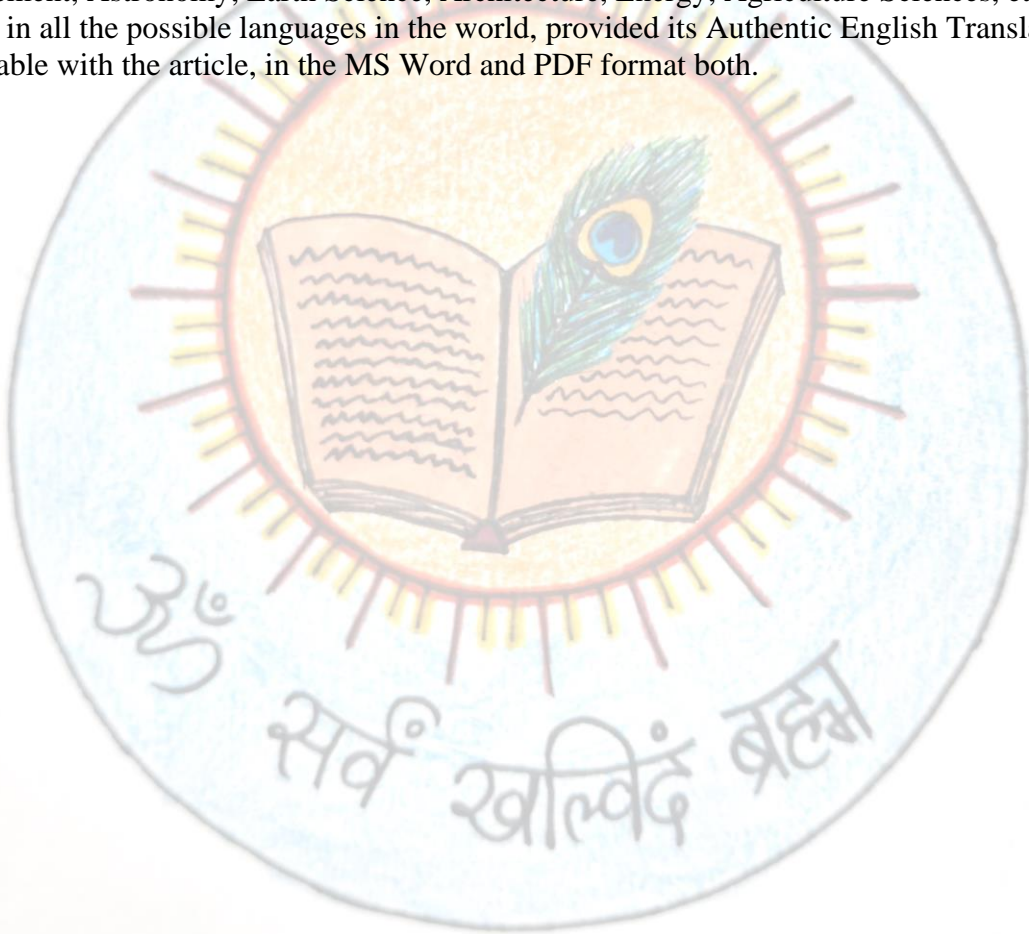 Astronomy, Earth Science, Architecture, Energy, Agriculture Sciences,
in all the possible languages in the world, provided its Authentic English
with the article, in the MS Word and PDF format both.
ॐ सर्वं खल्विदं ब्रह्म